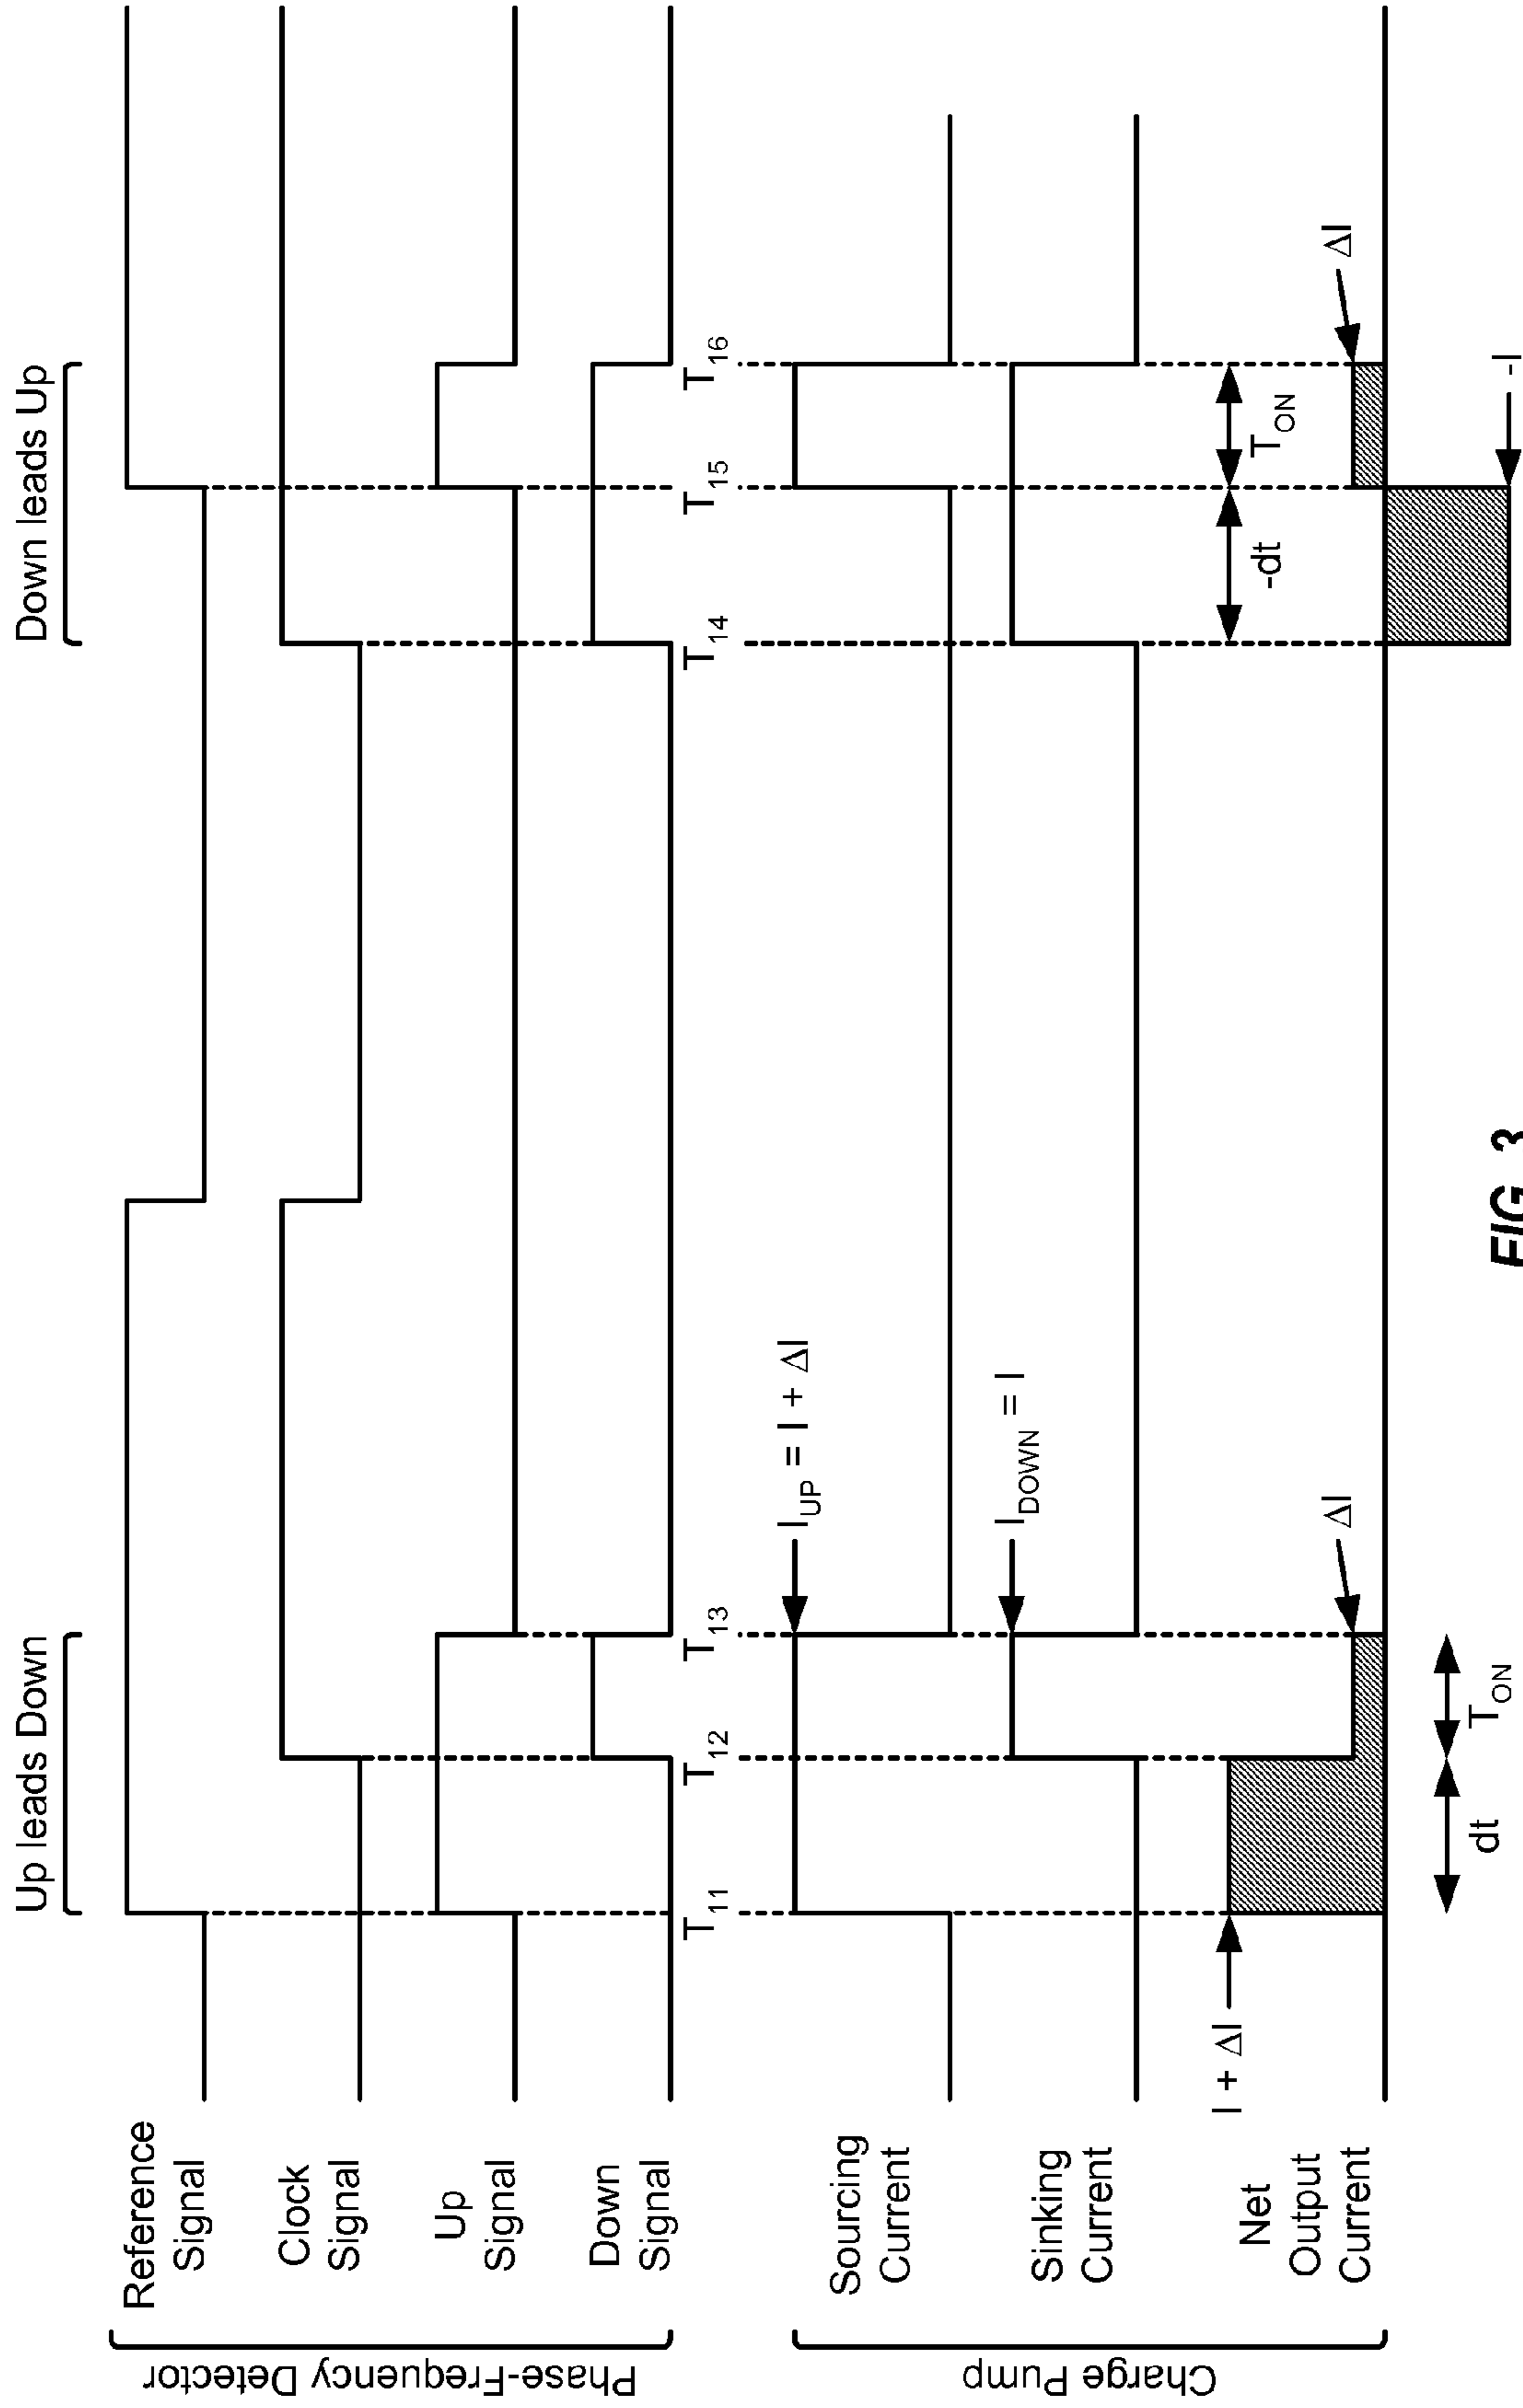 Up leads Down
Down leads Up
Phase-Frequency Detector
Reference
Signal
Clock
Signal
Up
Signal
Down
Signal
T11
T12
T13
T14
T15
T16
Charge Pump
Sourcing
Current
IUP = I + ΔI
Sinking
Current
IDOWN = I
Net
Output
Current
I + ΔI
ΔI
-dt
TON
ΔI
dt
TON
-I
FIG. 3